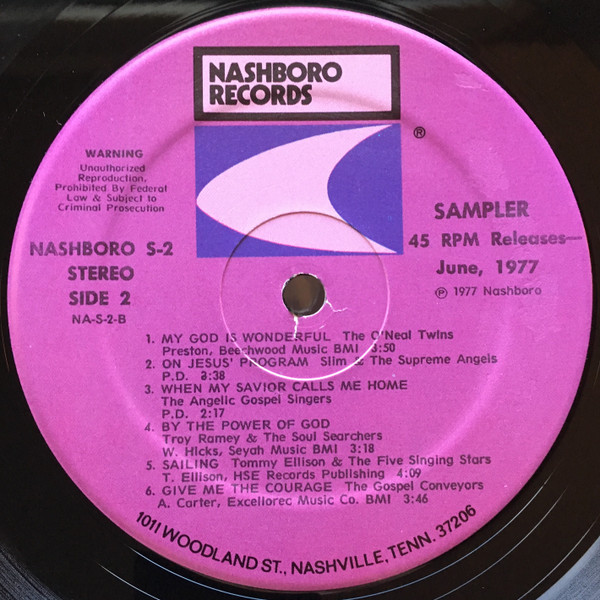 NASHBORO
RECORDS
®
WARNING
Unauthorized
Reproduction,
Prohibited By Federal
Law & Subject to
Criminal Prosecution
NASHBORO S-2
STEREO
SIDE 2
NA-S-2-B
SAMPLER
45 RPM Releases—
June, 1977
℗ 1977 Nashboro
1. MY GOD IS WONDERFUL The O'Neal Twins
Preston, Beechwood Music BMI 3:50
2. ON JESUS' PROGRAM Slim & The Supreme Angels
P.D. 3:38
3. WHEN MY SAVIOR CALLS ME HOME
The Angelic Gospel Singers
P.D. 2:17
4. BY THE POWER OF GOD
Troy Ramey & The Soul Searchers
W. Hicks, Seyah Music BMI 3:18
5. SAILING Tommy Ellison & The Five Singing Stars
T. Ellison, HSE Records Publishing 4:09
6. GIVE ME THE COURAGE The Gospel Conveyors
A. Carter, Excellorec Music Co. BMI 3:46
1011 WOODLAND ST., NASHVILLE, TENN. 37206